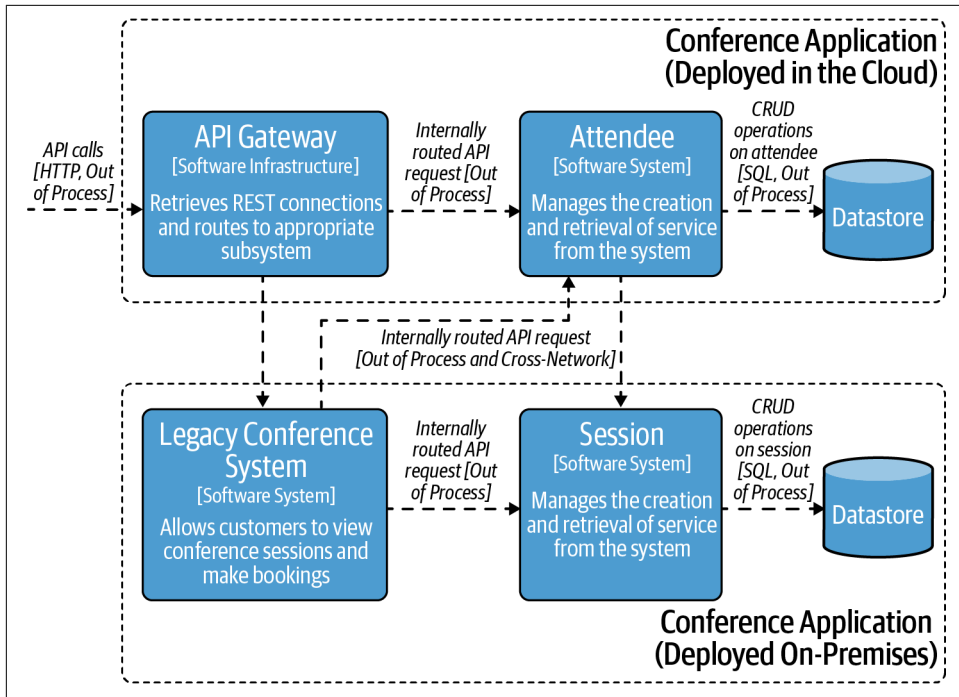 Conference Application
(Deployed in the Cloud)
API calls
[HTTP, Out
of Process]
API Gateway
[Software Infrastructure]
Retrieves REST connections
and routes to appropriate
subsystem
Internally
routed API
request [Out
of Process]
Attendee
[Software System]
Manages the creation
and retrieval of service
from the system
CRUD
operations
on attendee
[SQL, Out
of Process]
Datastore
Internally routed API request
[Out of Process and Cross-Network]
Legacy Conference
System
[Software System]
Allows customers to view
conference sessions and
make bookings
Internally
routed API
request [Out
of Process]
Session
[Software System]
Manages the creation
and retrieval of service
from the system
CRUD
operations
on session
[SQL, Out
of Process]
Datastore
Conference Application
(Deployed On-Premises)